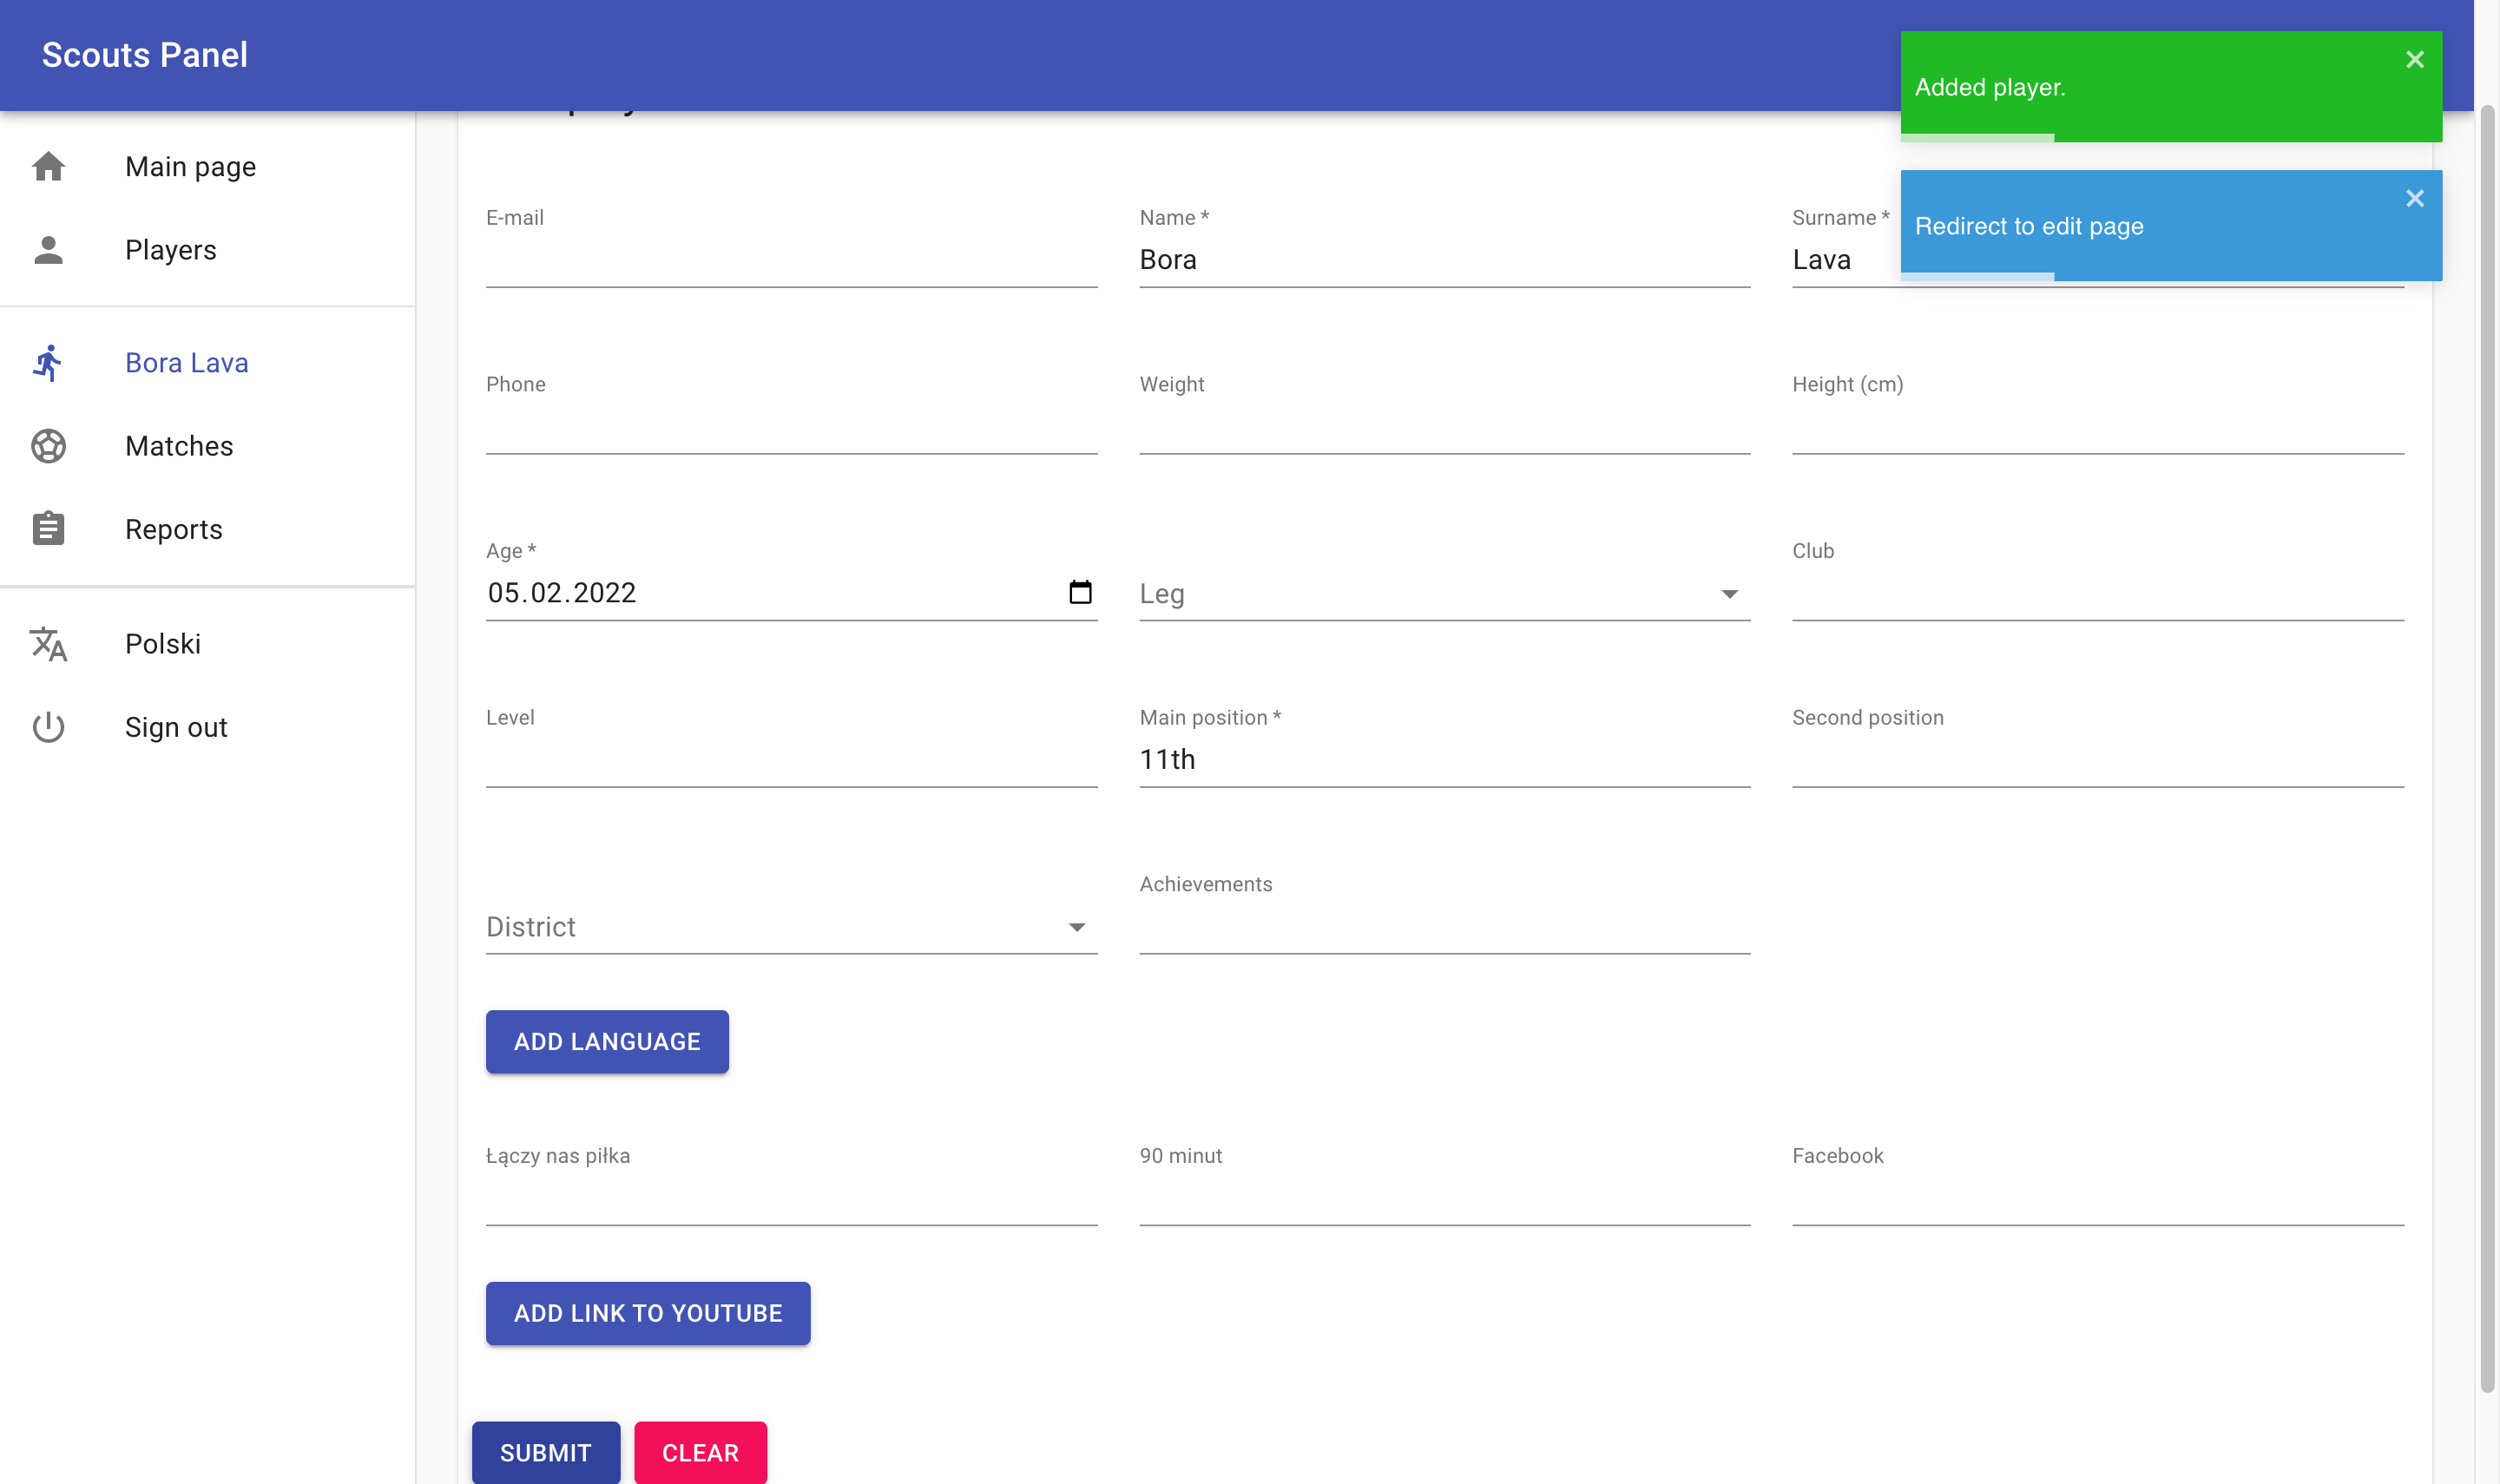 Scouts Panel
Added player.
Redirect to edit page
Main page
Players
Bora Lava
Matches
Reports
Polski
Sign out
E-mail
Name *
Surname *
Bora
Lava
Phone
Weight
Height (cm)
Age *
Leg
Club
05.02.2022
Level
Main position *
Second position
11th
District
Achievements
ADD LANGUAGE
Łączy nas piłka
90 minut
Facebook
ADD LINK TO YOUTUBE
SUBMIT
CLEAR